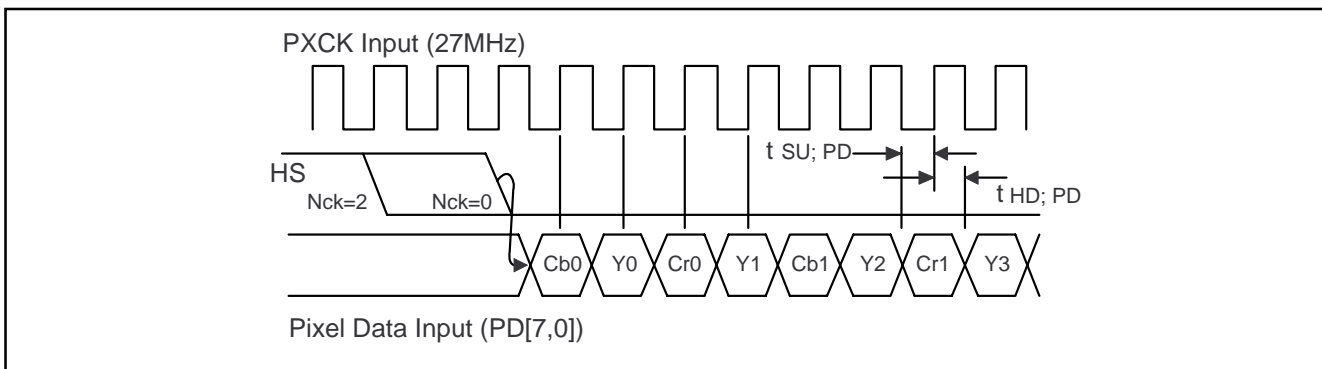 PXCK Input (27MHz)
t SU; PD
HS
t HD; PD
Nck=2
Nck=0
Cb0 Y0 Cr0 Y1 Cb1 Y2 Cr1 Y3
Pixel Data Input (PD[7,0])